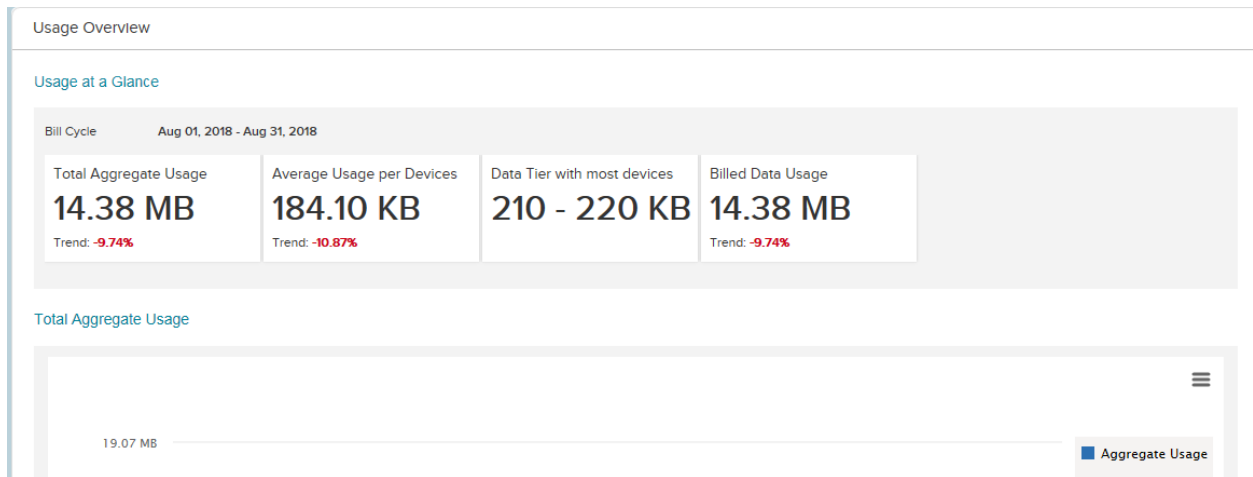 Usage Overview
Usage at a Glance
Bill Cycle Aug 01, 2018 - Aug 31, 2018
Total Aggregate Usage
14.38 MB
Trend: -9.74%
Average Usage per Devices
184.10 KB
Trend: -10.87%
Data Tier with most devices
210 - 220 KB
Billed Data Usage
14.38 MB
Trend: -9.74%
Total Aggregate Usage
19.07 MB
Aggregate Usage